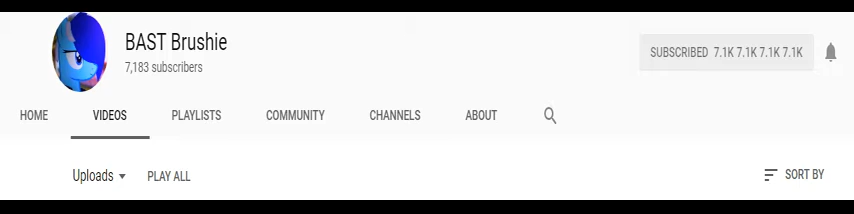 BAST Brushie
7,183 subscribers
SUBSCRIBED 7.1K 7.1K 7.1K 7.1K
HOME VIDEOS PLAYLISTS COMMUNITY CHANNELS ABOUT
Uploads PLAY ALL SORT BY